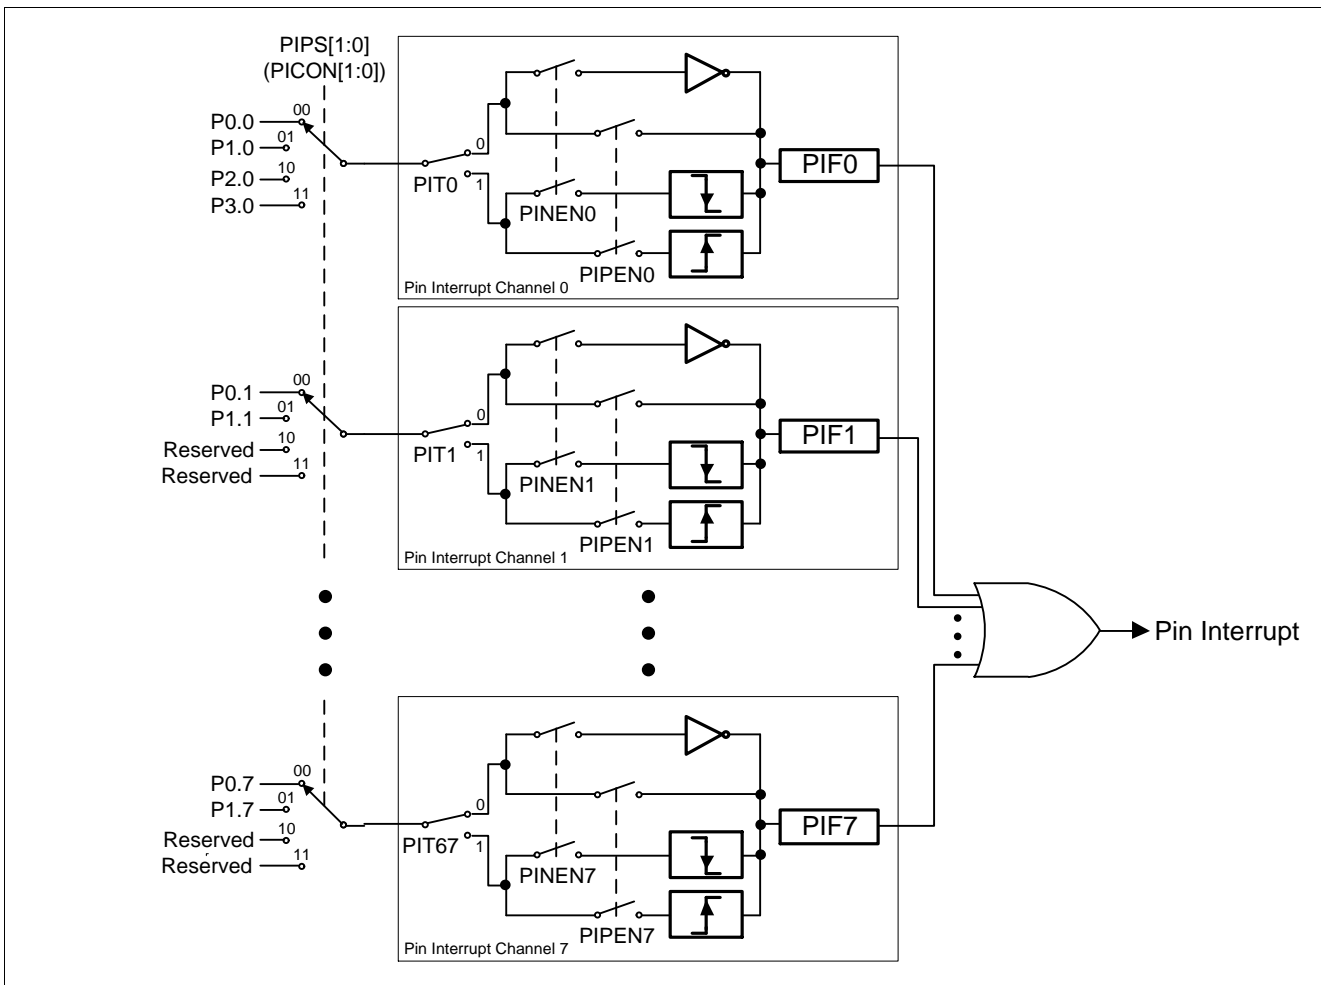 PIPS[1:0]
(PICON[1:0])
00
P0.0
01
P1.0
10
P2.0
11
P3.0
0
PIT0
1
PINEN0
PIPEN0
PIF0
Pin Interrupt Channel 0
00
P0.1
01
P1.1
10
Reserved
11
Reserved
0
PIT1
1
PINEN1
PIPEN1
PIF1
Pin Interrupt Channel 1
Pin Interrupt
00
P0.7
01
P1.7
10
Reserved
11
Reserved
0
PIT67
1
PINEN7
PIPEN7
PIF7
Pin Interrupt Channel 7